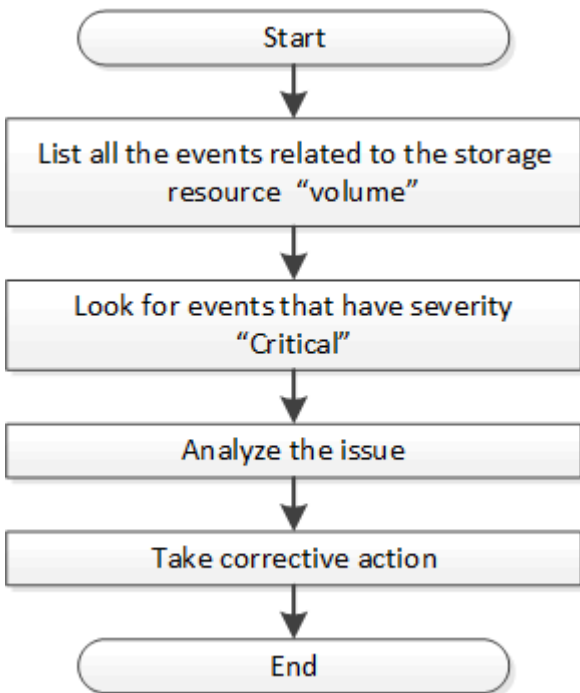 Start
List all the events related to the storage
resource “volume”
Look for events that have severity
“Critical”
Analyze the issue
Take corrective action
End